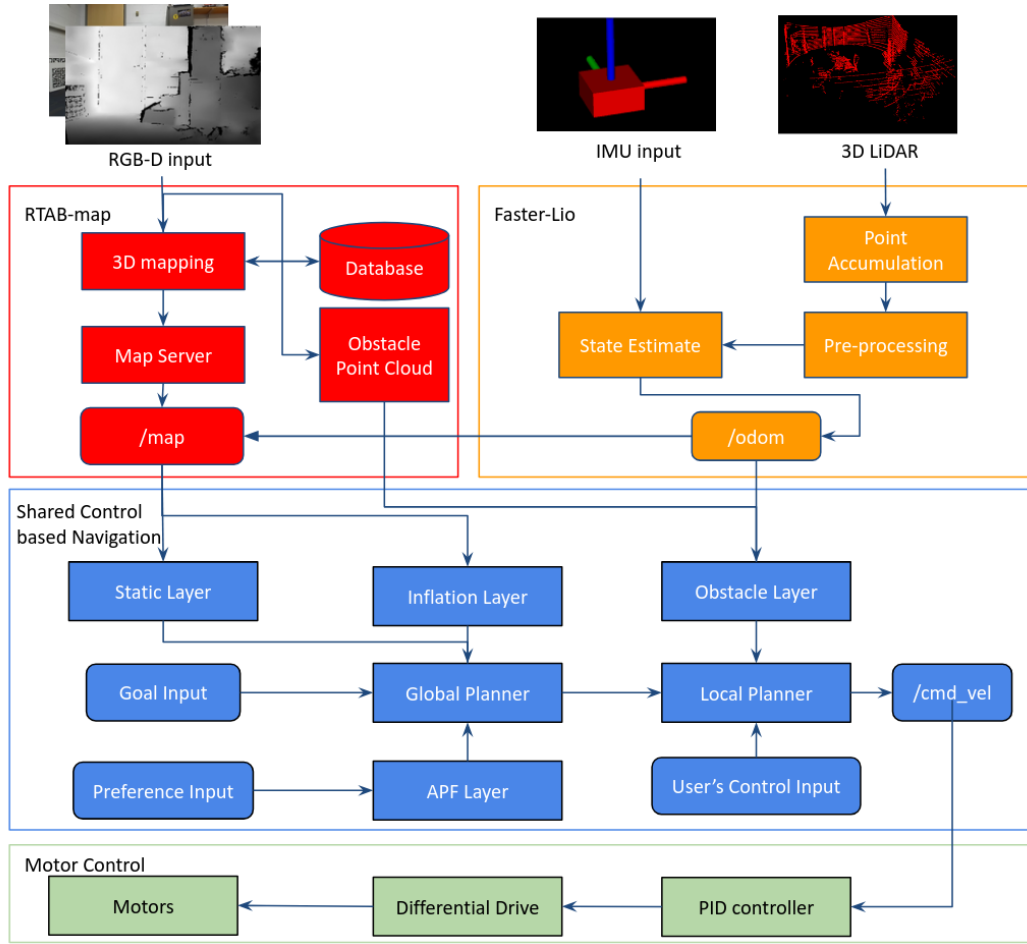 RGB-D input
IMU input
3D LiDAR
RTAB-map
3D mapping
Database
Map Server
Obstacle
Point Cloud
/map
Faster-Lio
Point
Accumulation
State Estimate
Pre-processing
/odom
Shared Control
based Navigation
Static Layer
Inflation Layer
Obstacle Layer
Goal Input
Global Planner
Local Planner
/cmd_vel
Preference Input
APF Layer
User's Control Input
Motor Control
Motors
Differential Drive
PID controller